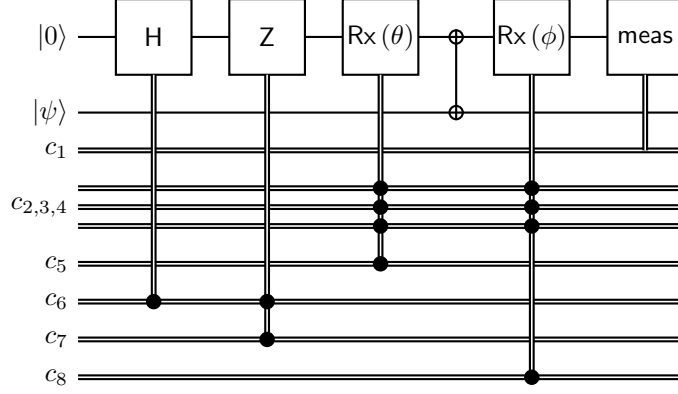 |0⟩ H Z Rx (θ) Rx (ϕ) meas
|ψ⟩
c₁
c₂,₃,₄
c₅
c₆
c₇
c₈